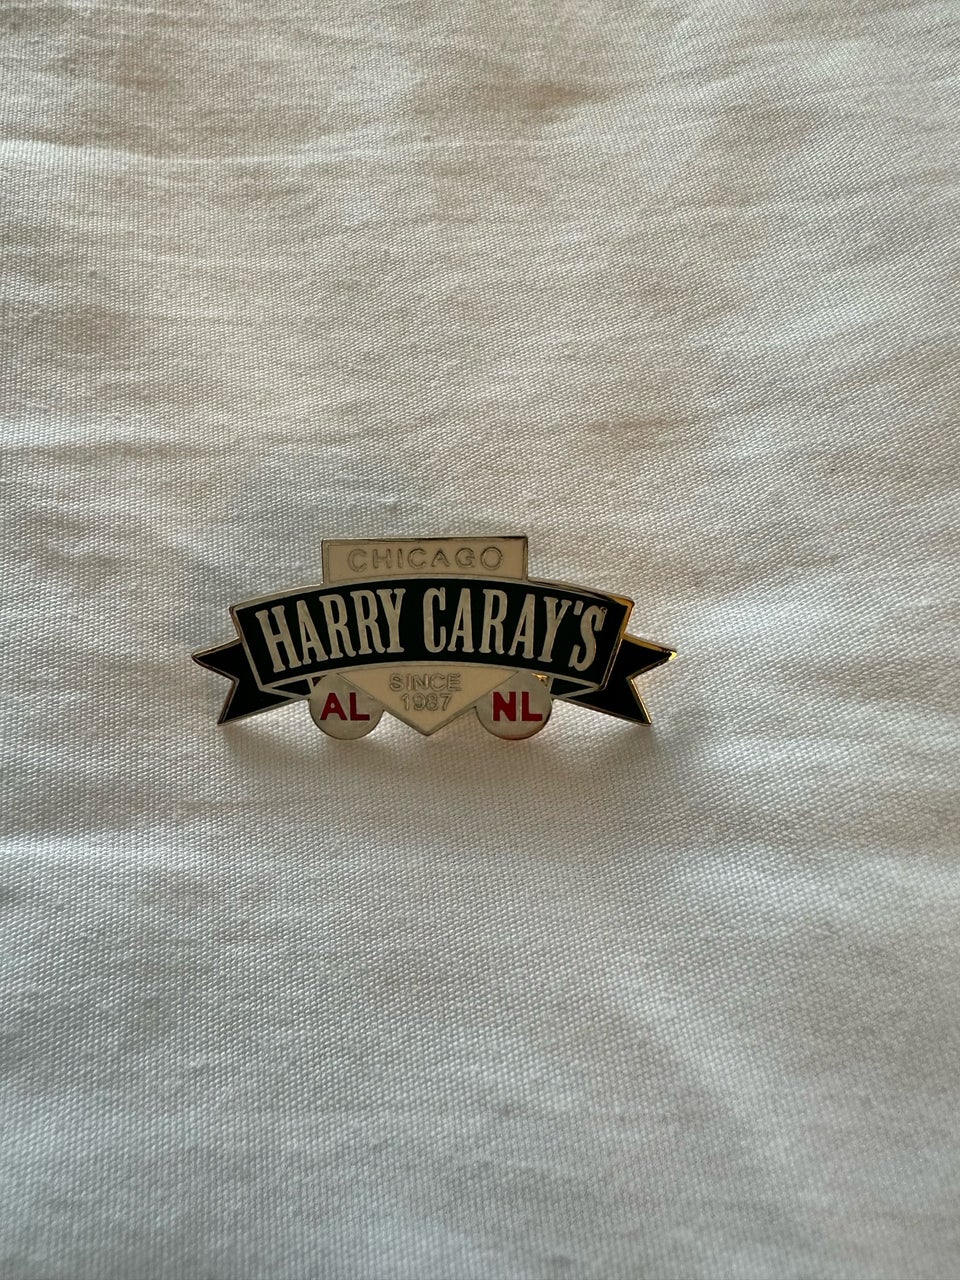 CHICAGO
HARRY CARAY'S
SINCE
1987
AL
NL